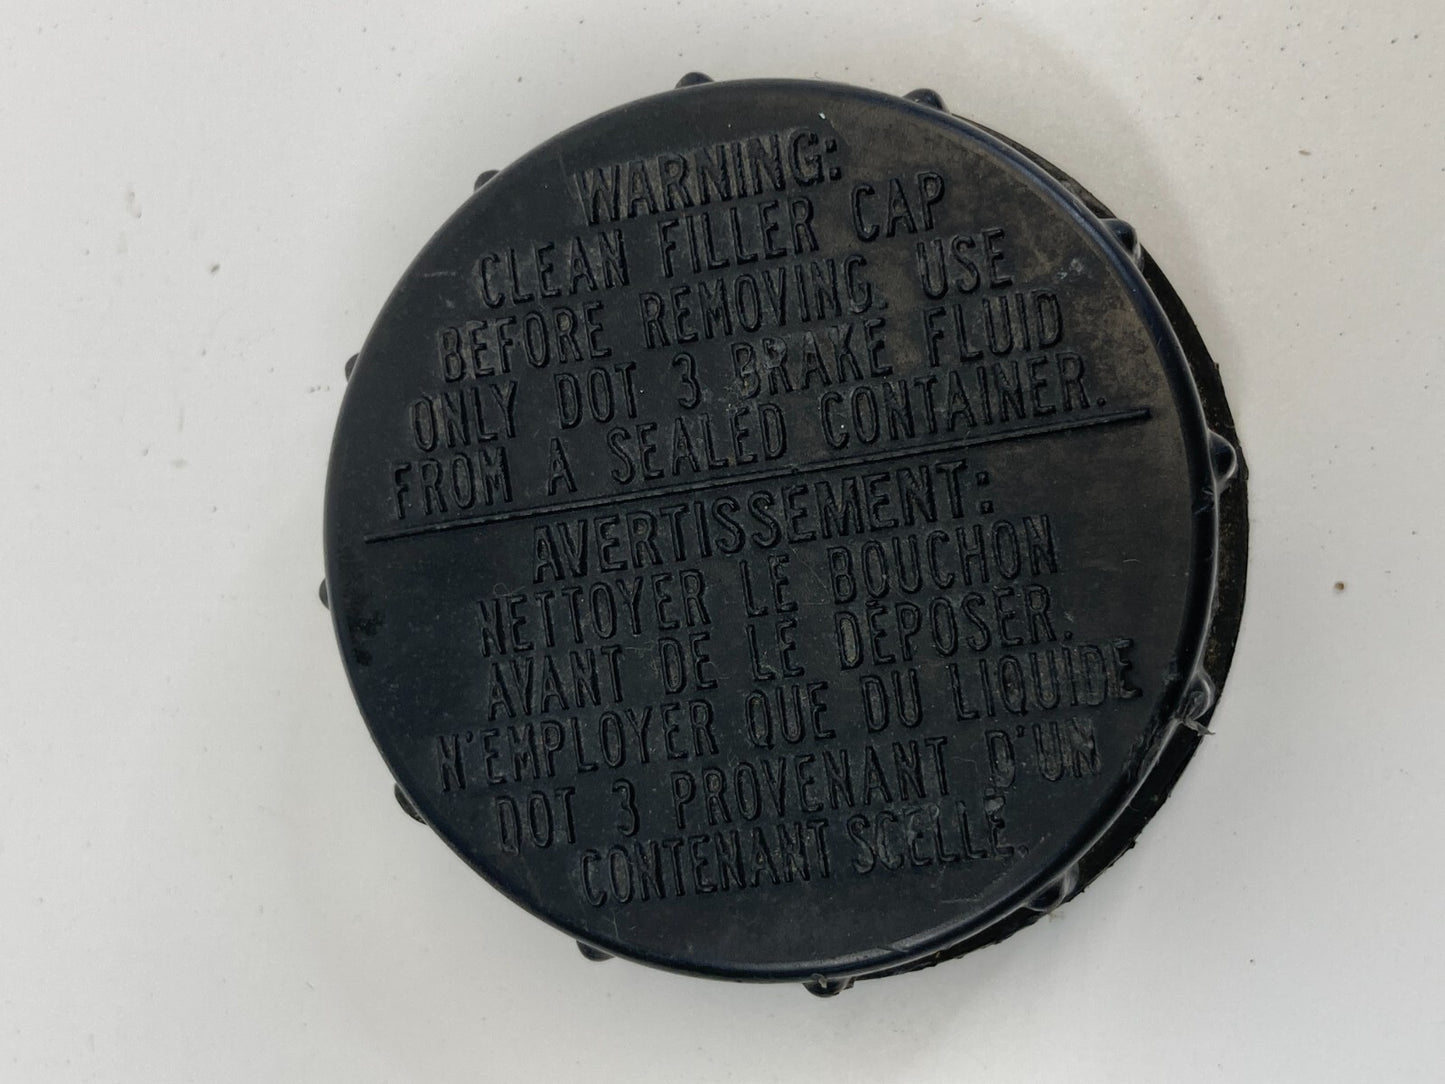 WARNING:
CLEAN FILLER CAP
BEFORE REMOVING. USE
ONLY DOT 3 BRAKE FLUID
FROM A SEALED CONTAINER.
AVERTISSEMENT:
NETTOYER LE BOUCHON
AVANT DE LE DÉPOSER.
N'EMPLOYER QUE DU LIQUIDE
DOT 3 PROVENANT D'UN
CONTENANT SCELLÉ.